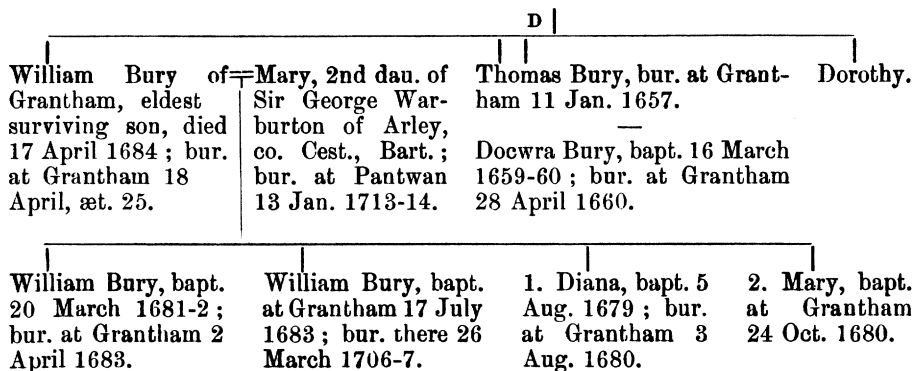 D
William Bury of
Grantham, eldest
surviving son, died
17 April 1684 ; bur.
at Grantham 18
April, æt. 25.
Mary, 2nd dau. of
Sir George War-
burton of Arley,
co. Cest., Bart. ;
bur. at Pantwan
13 Jan. 1713-14.
Thomas Bury, bur. at Grant-
ham 11 Jan. 1657.
—
Docwra Bury, bapt. 16 March
1659-60 ; bur. at Grantham
28 April 1660.
Dorothy.
William Bury, bapt.
20 March 1681-2 ;
bur. at Grantham 2
April 1683.
William Bury, bapt.
at Grantham 17 July
1683 ; bur. there 26
March 1706-7.
1. Diana, bapt. 5
Aug. 1679 ; bur.
at Grantham 3
Aug. 1680.
2. Mary, bapt.
at Grantham
24 Oct. 1680.